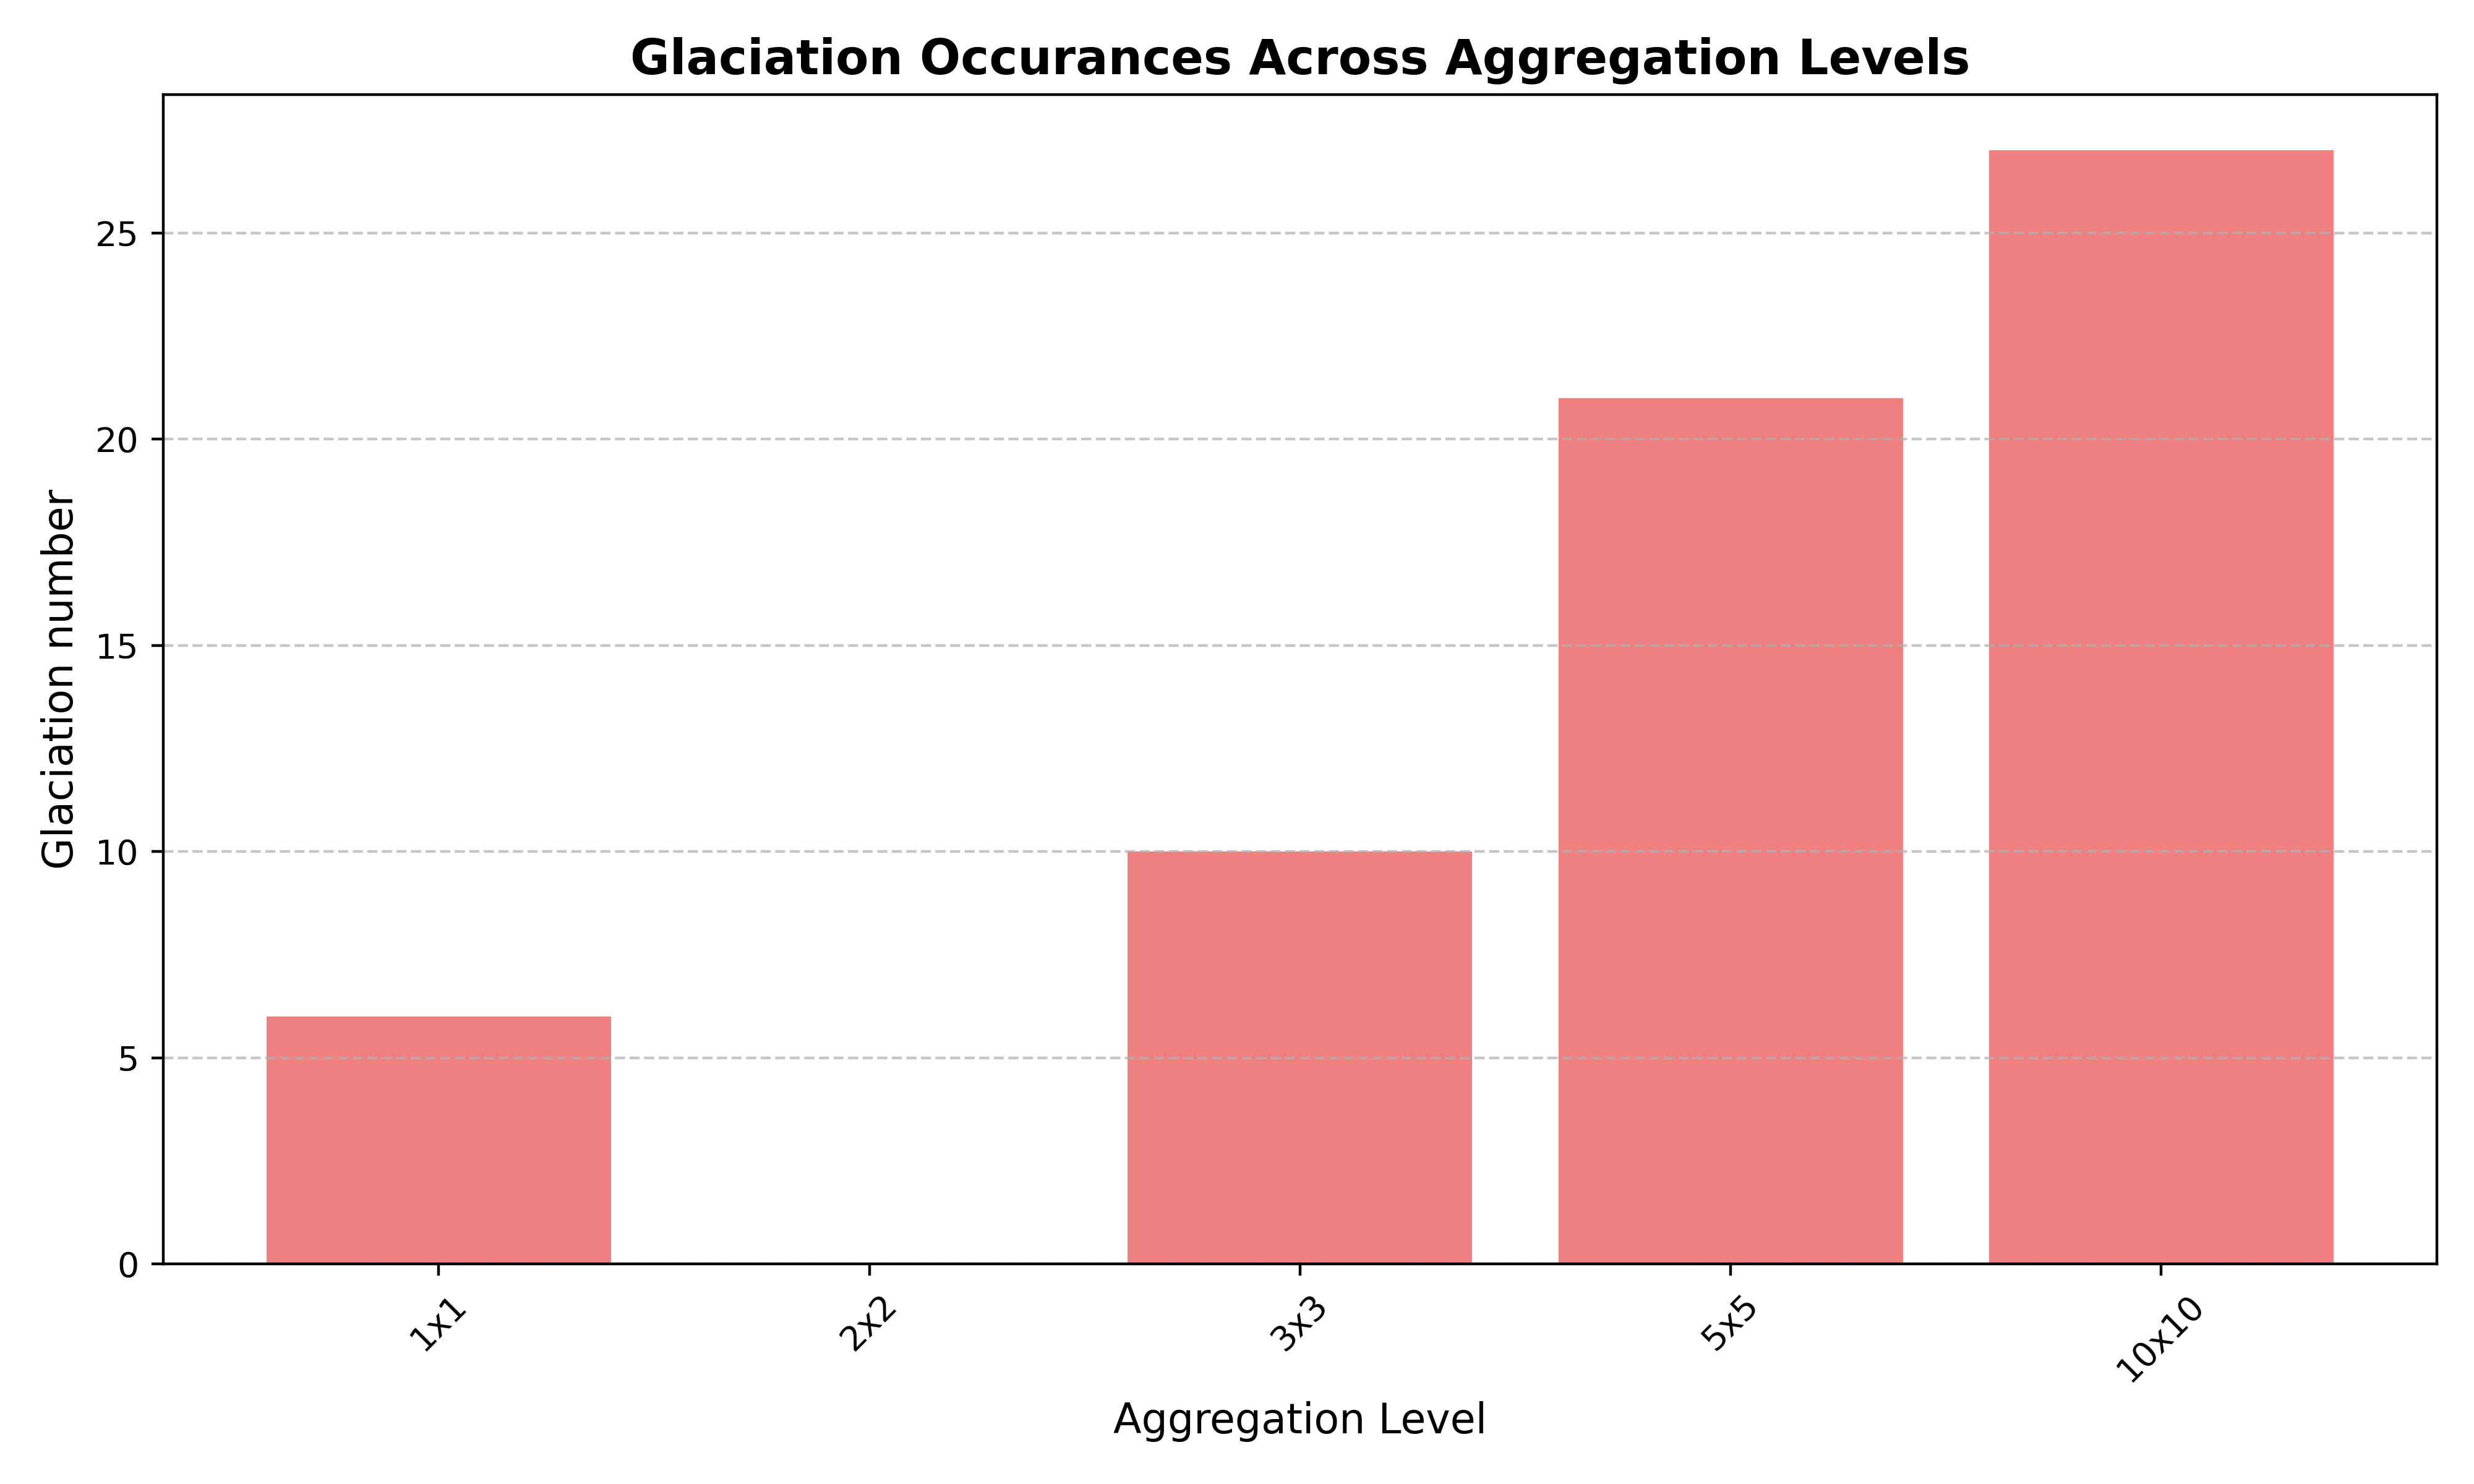 Glaciation Occurances Across Aggregation Levels
Glaciation number
25
20
15
10
5
0
1x1
2x2
3x3
5x5
10x10
Aggregation Level